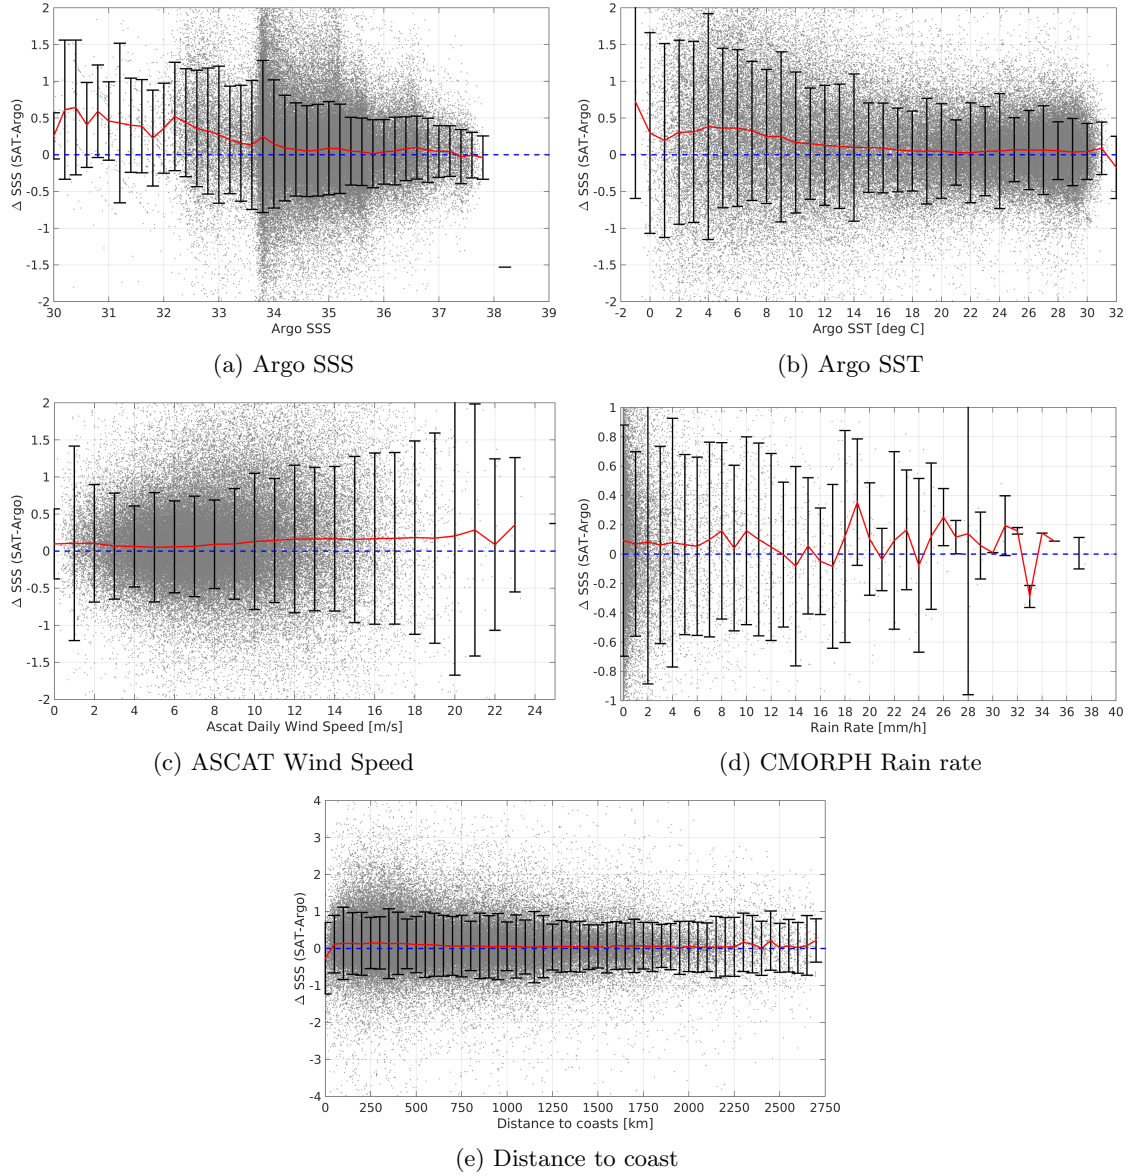 2
1.5
1
0.5
0
-0.5
-1
-1.5
-2
Δ SSS (SAT-Argo)
30 31 32 33 34 35 36 37 38 39
Argo SSS
(a) Argo SSS
2
1.5
1
0.5
0
-0.5
-1
-1.5
-2
Δ SSS (SAT-Argo)
-2 0 2 4 6 8 10 12 14 16 18 20 22 24 26 28 30 32
Argo SST [deg C]
(b) Argo SST
2
1.5
1
0.5
0
-0.5
-1
-1.5
-2
Δ SSS (SAT-Argo)
0 2 4 6 8 10 12 14 16 18 20 22 24
Ascat Daily Wind Speed [m/s]
(c) ASCAT Wind Speed
1
0.8
0.6
0.4
0.2
0
-0.2
-0.4
-0.6
-0.8
-1
Δ SSS (SAT-Argo)
0 2 4 6 8 10 12 14 16 18 20 22 24 26 28 30 32 34 36 38 40
Rain Rate [mm/h]
(d) CMORPH Rain rate
4
3
2
1
0
-1
-2
-3
-4
Δ SSS (SAT-Argo)
0 250 500 750 1000 1250 1500 1750 2000 2250 2500 2750
Distance to coasts [km]
(e) Distance to coast